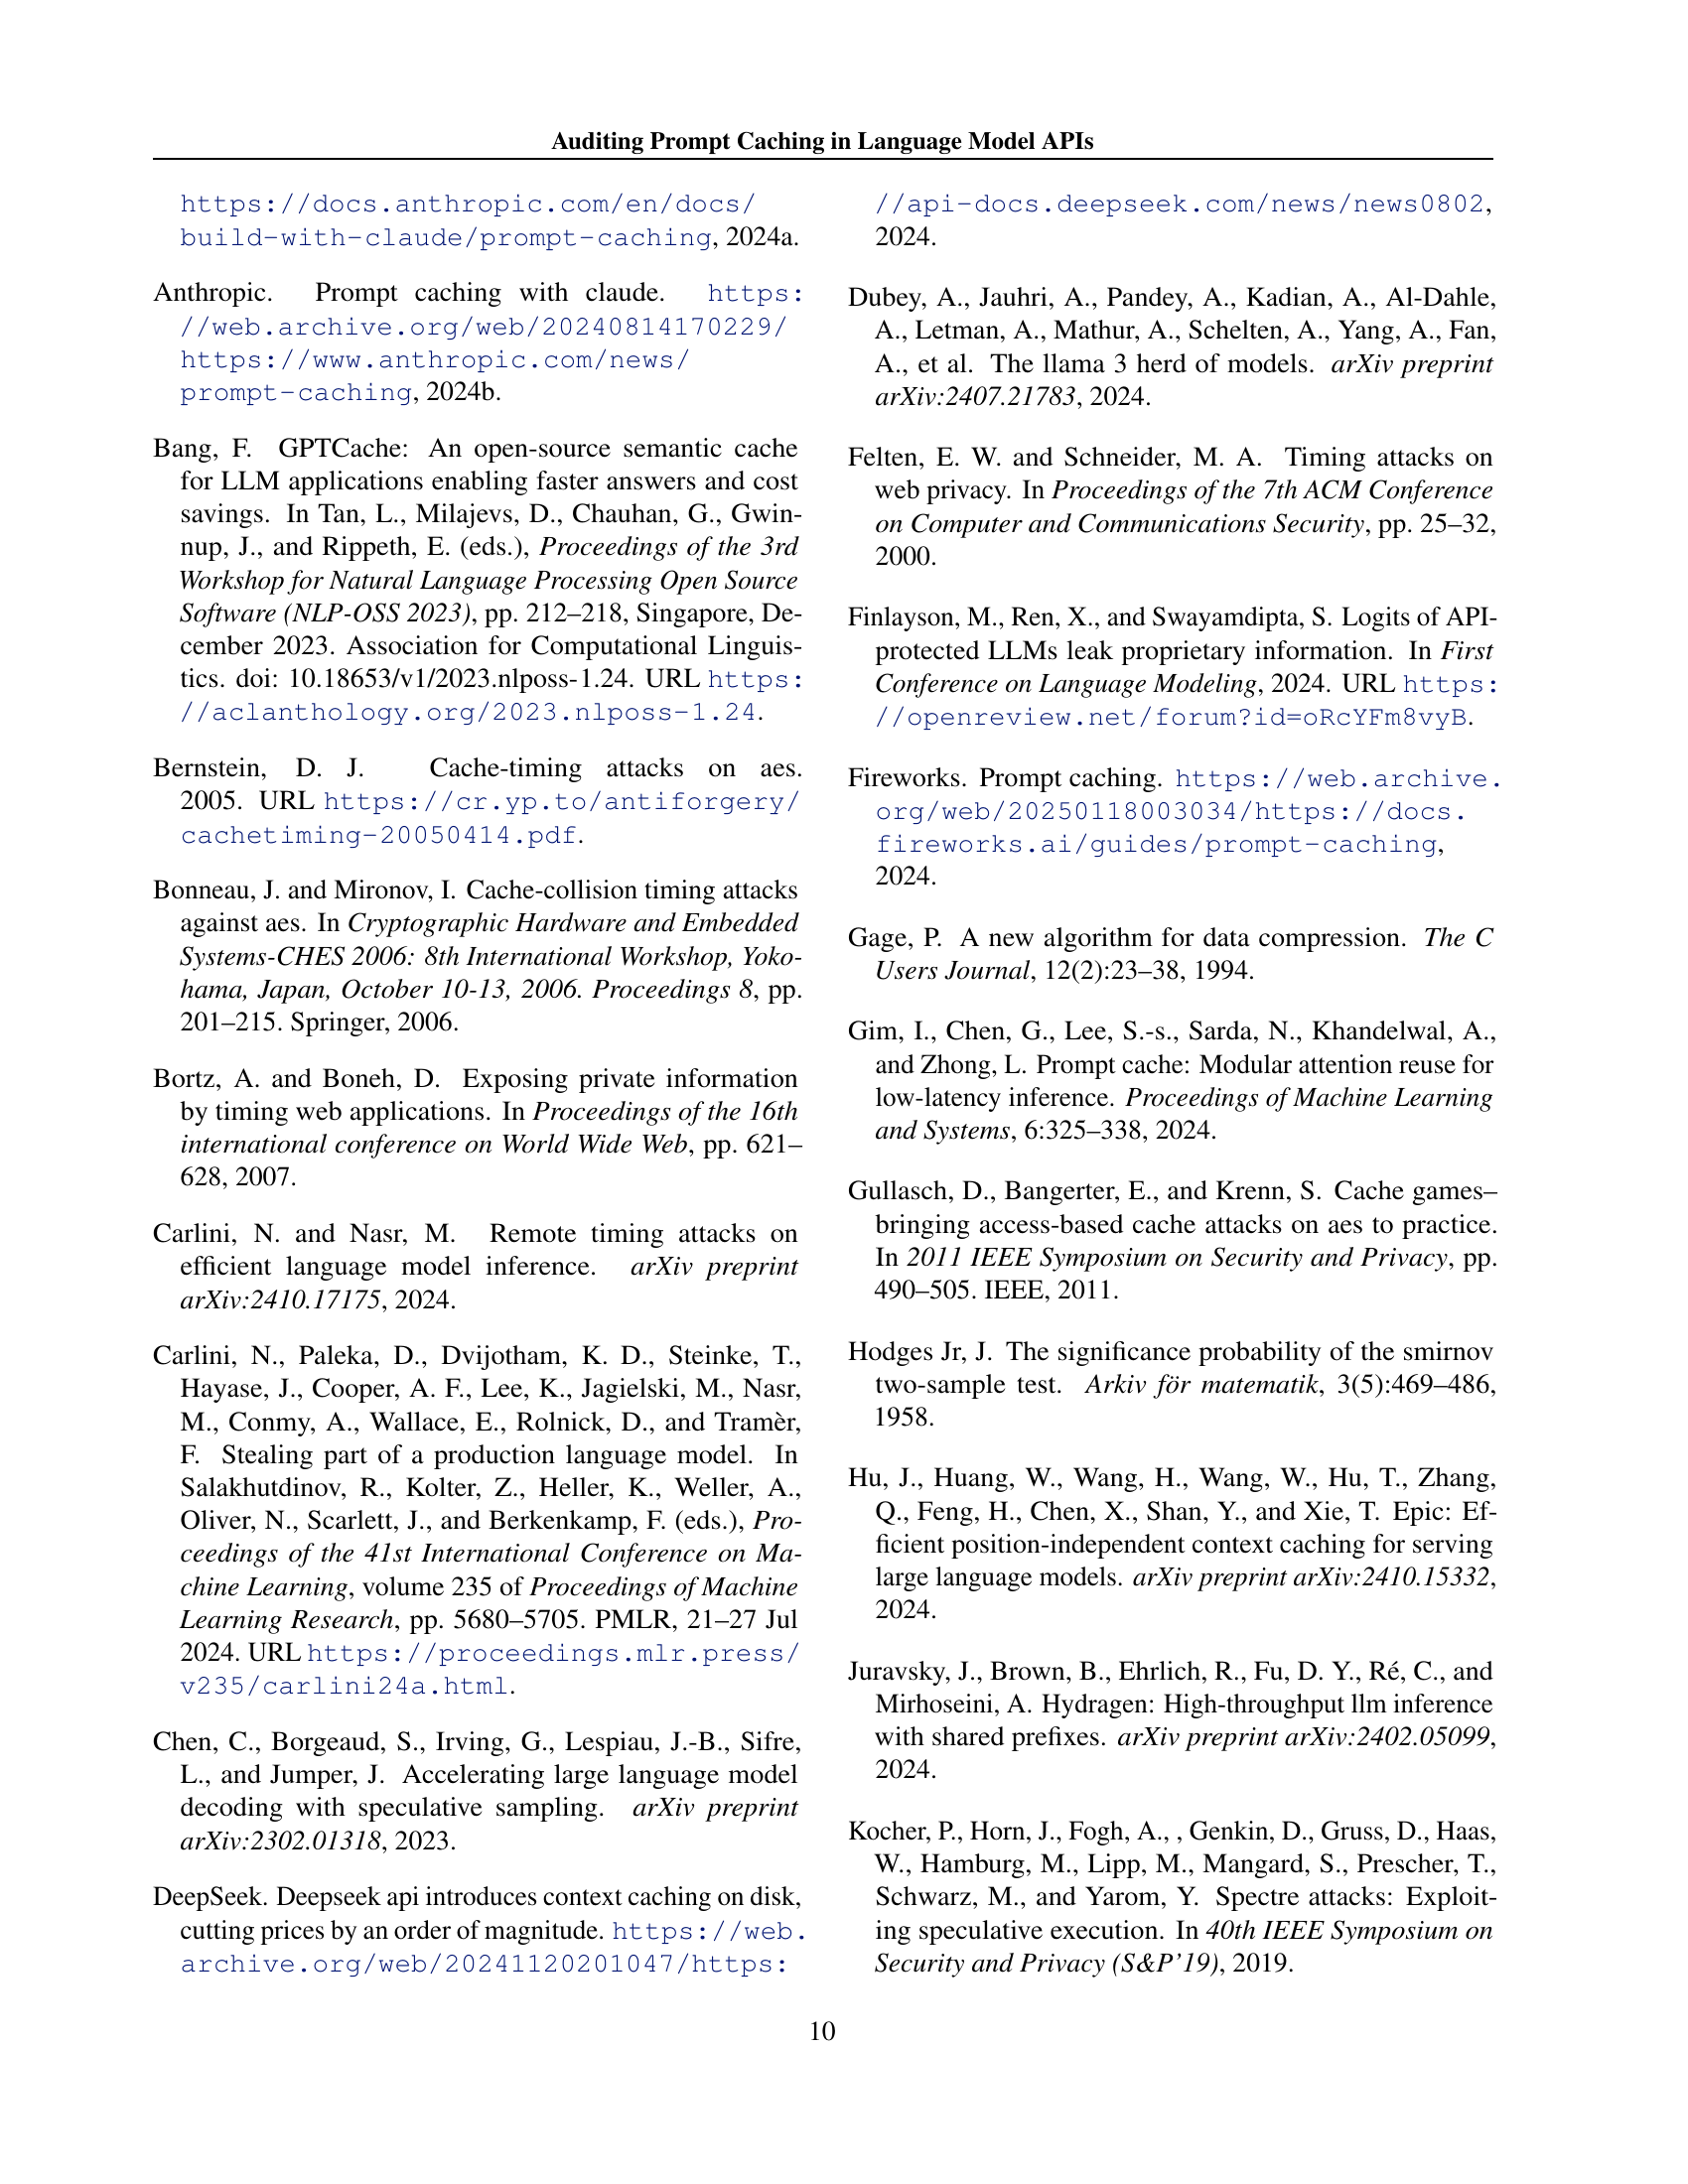 Auditing Prompt Caching in Language Model APIs
https://docs.anthropic.com/en/docs/
build-with-claude/prompt-caching, 2024a.
Anthropic. Prompt caching with claude. https:
//web.archive.org/web/20240814170229/
https://www.anthropic.com/news/
prompt-caching, 2024b.
Bang, F. GPTCache: An open-source semantic cache
for LLM applications enabling faster answers and cost
savings. In Tan, L., Milajevs, D., Chauhan, G., Gwin-
nup, J., and Rippeth, E. (eds.), Proceedings of the 3rd
Workshop for Natural Language Processing Open Source
Software (NLP-OSS 2023), pp. 212–218, Singapore, De-
cember 2023. Association for Computational Linguis-
tics. doi: 10.18653/v1/2023.nlposs-1.24. URL https:
//aclanthology.org/2023.nlposs-1.24.
Bernstein, D. J. Cache-timing attacks on aes.
2005. URL https://cr.yp.to/antiforgery/
cachetiming-20050414.pdf.
Bonneau, J. and Mironov, I. Cache-collision timing attacks
against aes. In Cryptographic Hardware and Embedded
Systems-CHES 2006: 8th International Workshop, Yoko-
hama, Japan, October 10-13, 2006. Proceedings 8, pp.
201–215. Springer, 2006.
Bortz, A. and Boneh, D. Exposing private information
by timing web applications. In Proceedings of the 16th
international conference on World Wide Web, pp. 621–
628, 2007.
Carlini, N. and Nasr, M. Remote timing attacks on
efficient language model inference. arXiv preprint
arXiv:2410.17175, 2024.
Carlini, N., Paleka, D., Dvijotham, K. D., Steinke, T.,
Hayase, J., Cooper, A. F., Lee, K., Jagielski, M., Nasr,
M., Conmy, A., Wallace, E., Rolnick, D., and Tramèr,
F. Stealing part of a production language model. In
Salakhutdinov, R., Kolter, Z., Heller, K., Weller, A.,
Oliver, N., Scarlett, J., and Berkenkamp, F. (eds.), Pro-
ceedings of the 41st International Conference on Ma-
chine Learning, volume 235 of Proceedings of Machine
Learning Research, pp. 5680–5705. PMLR, 21–27 Jul
2024. URL https://proceedings.mlr.press/
v235/carlini24a.html.
Chen, C., Borgeaud, S., Irving, G., Lespiau, J.-B., Sifre,
L., and Jumper, J. Accelerating large language model
decoding with speculative sampling. arXiv preprint
arXiv:2302.01318, 2023.
DeepSeek. Deepseek api introduces context caching on disk,
cutting prices by an order of magnitude. https://web.
archive.org/web/20241120201047/https:
//api-docs.deepseek.com/news/news0802,
2024.
Dubey, A., Jauhri, A., Pandey, A., Kadian, A., Al-Dahle,
A., Letman, A., Mathur, A., Schelten, A., Yang, A., Fan,
A., et al. The llama 3 herd of models. arXiv preprint
arXiv:2407.21783, 2024.
Felten, E. W. and Schneider, M. A. Timing attacks on
web privacy. In Proceedings of the 7th ACM Conference
on Computer and Communications Security, pp. 25–32,
2000.
Finlayson, M., Ren, X., and Swayamdipta, S. Logits of API-
protected LLMs leak proprietary information. In First
Conference on Language Modeling, 2024. URL https:
//openreview.net/forum?id=oRcYFm8vyB.
Fireworks. Prompt caching. https://web.archive.
org/web/20250118003034/https://docs.
fireworks.ai/guides/prompt-caching,
2024.
Gage, P. A new algorithm for data compression. The C
Users Journal, 12(2):23–38, 1994.
Gim, I., Chen, G., Lee, S.-s., Sarda, N., Khandelwal, A.,
and Zhong, L. Prompt cache: Modular attention reuse for
low-latency inference. Proceedings of Machine Learning
and Systems, 6:325–338, 2024.
Gullasch, D., Bangerter, E., and Krenn, S. Cache games–
bringing access-based cache attacks on aes to practice.
In 2011 IEEE Symposium on Security and Privacy, pp.
490–505. IEEE, 2011.
Hodges Jr, J. The significance probability of the smirnov
two-sample test. Arkiv för matematik, 3(5):469–486,
1958.
Hu, J., Huang, W., Wang, H., Wang, W., Hu, T., Zhang,
Q., Feng, H., Chen, X., Shan, Y., and Xie, T. Epic: Ef-
ficient position-independent context caching for serving
large language models. arXiv preprint arXiv:2410.15332,
2024.
Juravsky, J., Brown, B., Ehrlich, R., Fu, D. Y., Ré, C., and
Mirhoseini, A. Hydragen: High-throughput llm inference
with shared prefixes. arXiv preprint arXiv:2402.05099,
2024.
Kocher, P., Horn, J., Fogh, A., , Genkin, D., Gruss, D., Haas,
W., Hamburg, M., Lipp, M., Mangard, S., Prescher, T.,
Schwarz, M., and Yarom, Y. Spectre attacks: Exploit-
ing speculative execution. In 40th IEEE Symposium on
Security and Privacy (S&P'19), 2019.
10